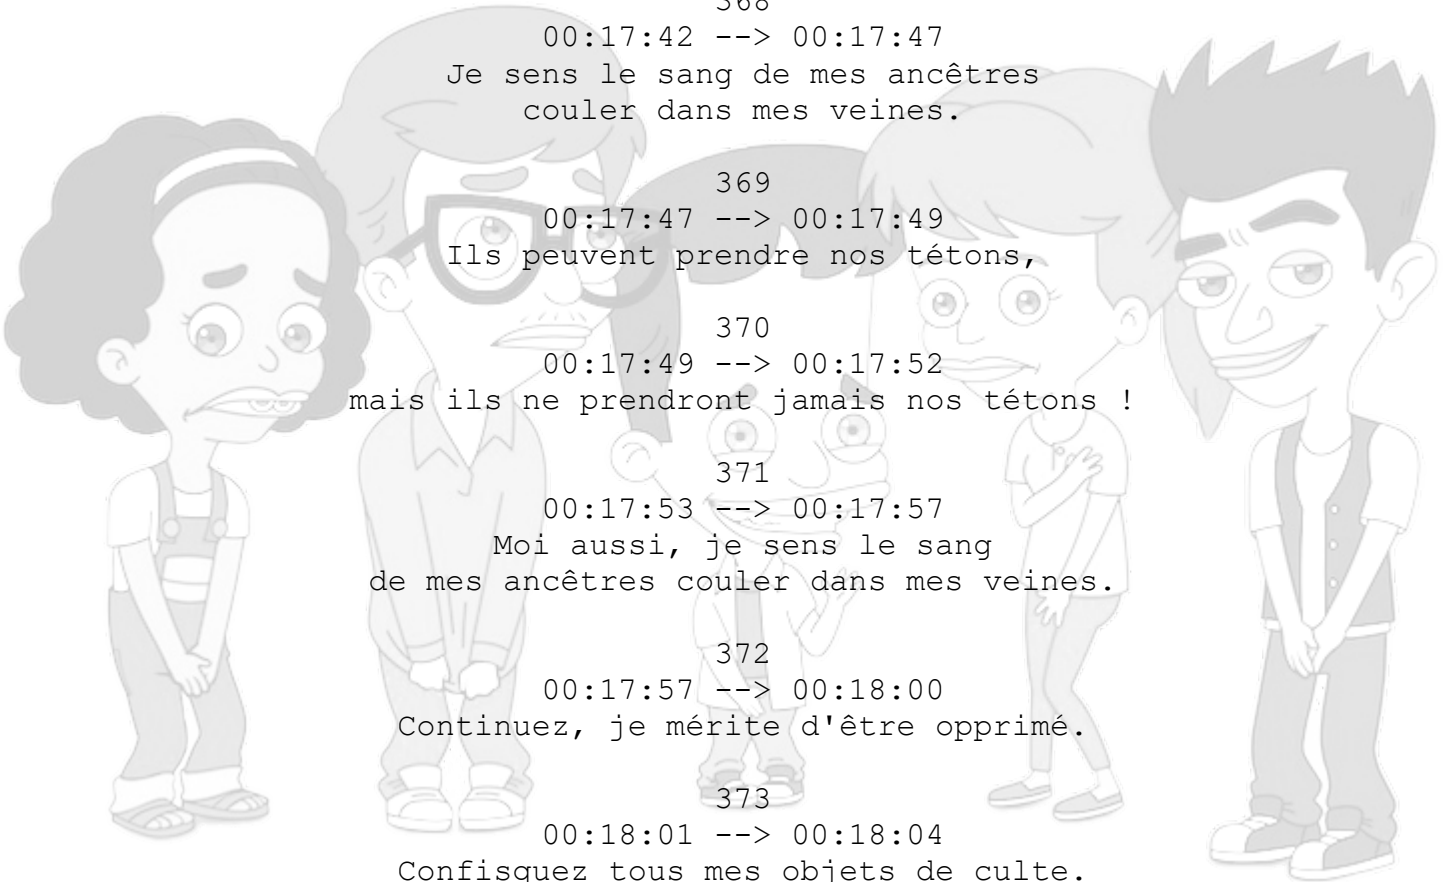 368
00:17:42 --> 00:17:47
Je sens le sang de mes ancêtres
couler dans mes veines.
369
00:17:47 --> 00:17:49
Ils peuvent prendre nos tétons,
370
00:17:49 --> 00:17:52
mais ils ne prendront jamais nos tétons !
371
00:17:53 --> 00:17:57
Moi aussi, je sens le sang
de mes ancêtres couler dans mes veines.
372
00:17:57 --> 00:18:00
Continuez, je mérite d'être opprimé.
373
00:18:01 --> 00:18:04
Confisquez tous mes objets de culte.